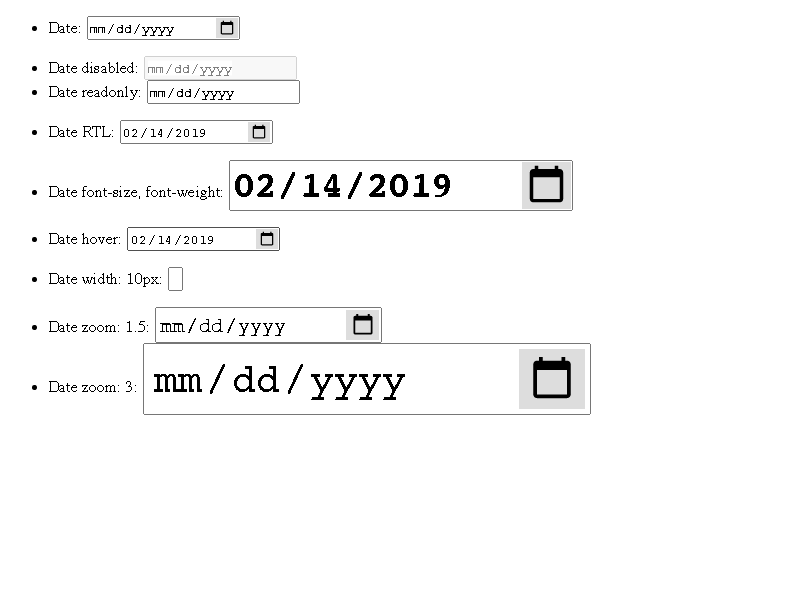 Date: mm/dd/yyyy
Date disabled: mm/dd/yyyy
Date readonly: mm/dd/yyyy
Date RTL: 02/14/2019
Date font-size, font-weight: 02/14/2019
Date hover: 02/14/2019
Date width: 10px:
Date zoom: 1.5: mm/dd/yyyy
Date zoom: 3: mm/dd/yyyy